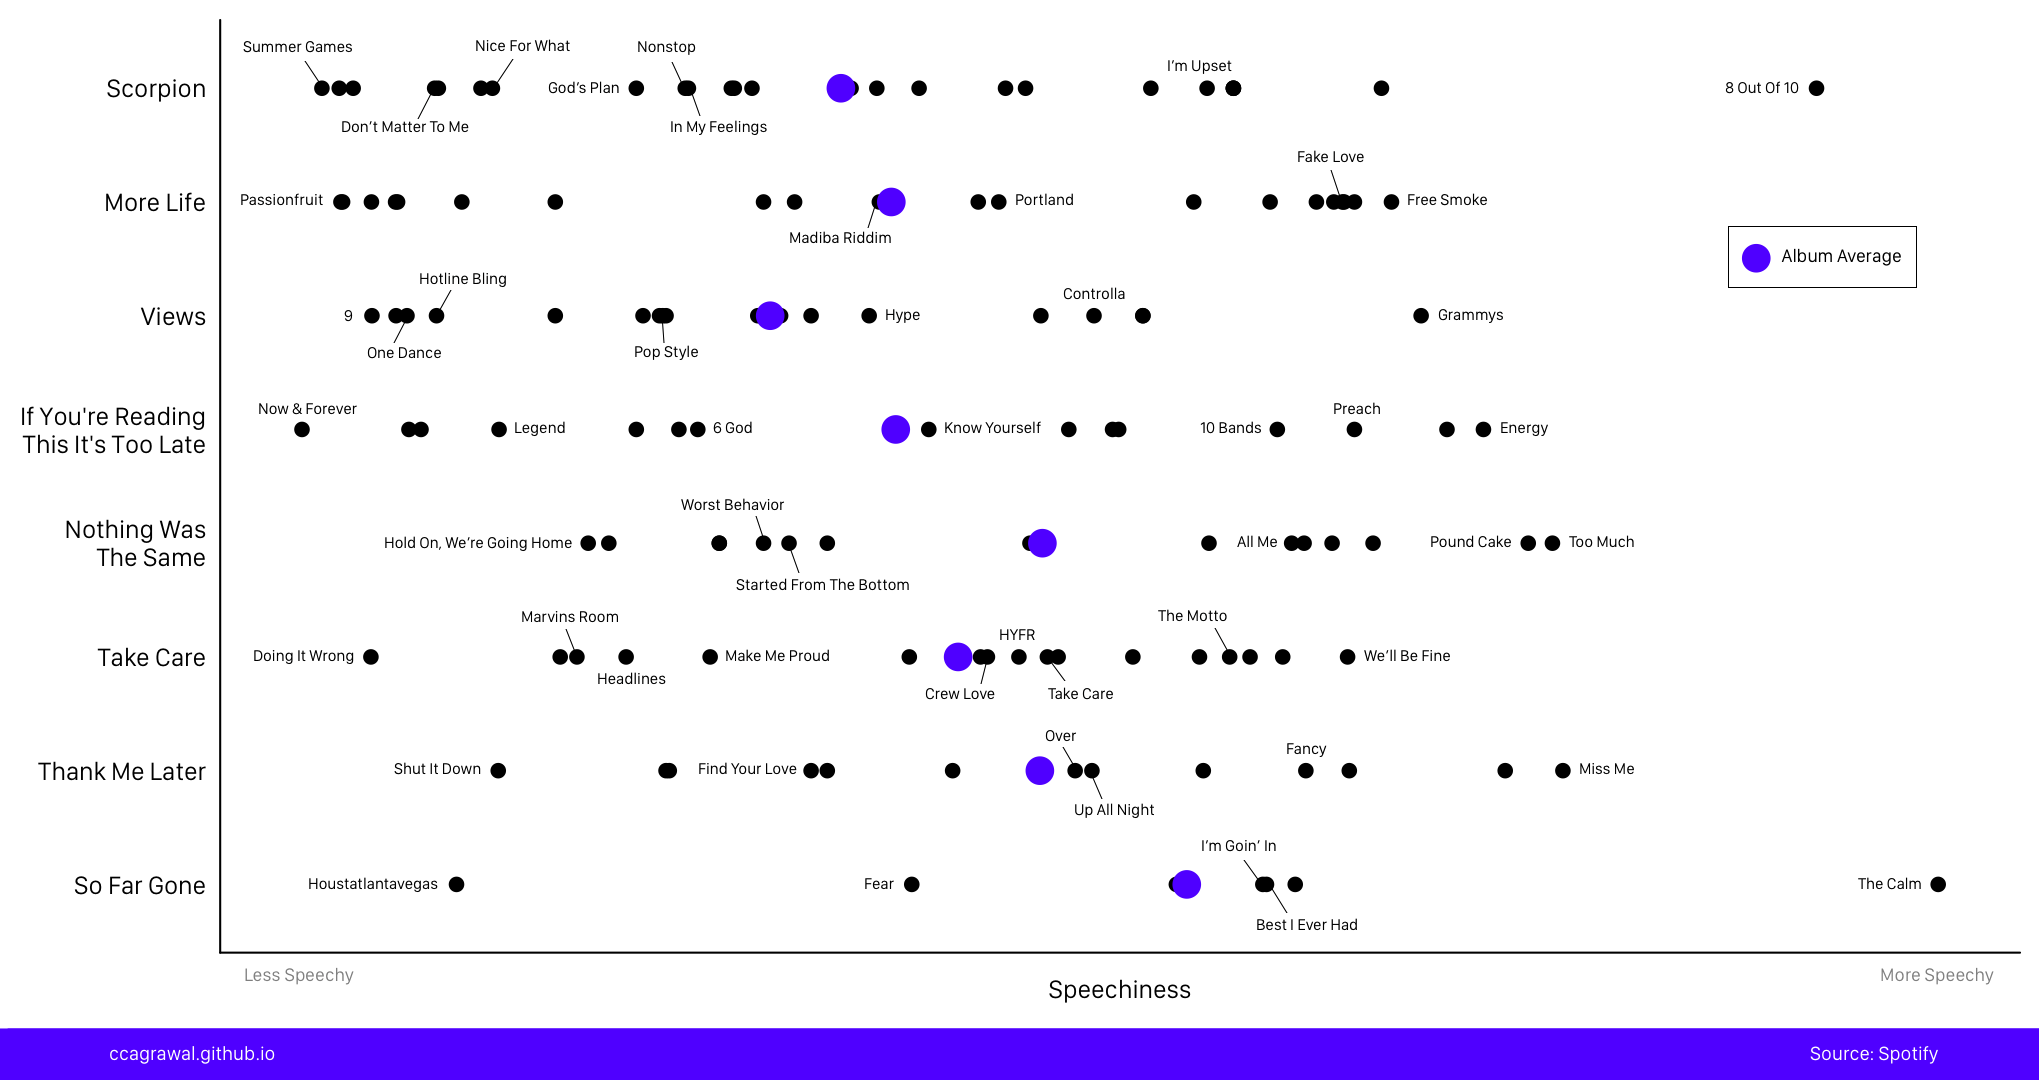 Summer Games
Nice For What
Nonstop
I'm Upset
Scorpion
God's Plan
8 Out Of 10
Don't Matter To Me
In My Feelings
Fake Love
More Life
Passionfruit
Portland
Free Smoke
Madiba Riddim
Album Average
Hotline Bling
Controlla
Views
9
Hype
Grammys
One Dance
Pop Style
If You're Reading
This It's Too Late
Now & Forever
Preach
Legend
6 God
Know Yourself
10 Bands
Energy
Worst Behavior
Nothing Was
The Same
Hold On, We're Going Home
All Me
Pound Cake
Too Much
Started From The Bottom
Marvins Room
The Motto
HYFR
Take Care
Doing It Wrong
Make Me Proud
We'll Be Fine
Headlines
Crew Love
Take Care
Over
Fancy
Thank Me Later
Shut It Down
Find Your Love
Miss Me
Up All Night
I'm Goin' In
So Far Gone
Houstatlantavegas
Fear
The Calm
Best I Ever Had
Less Speechy
More Speechy
Speechiness
ccagrawal.github.io
Source: Spotify